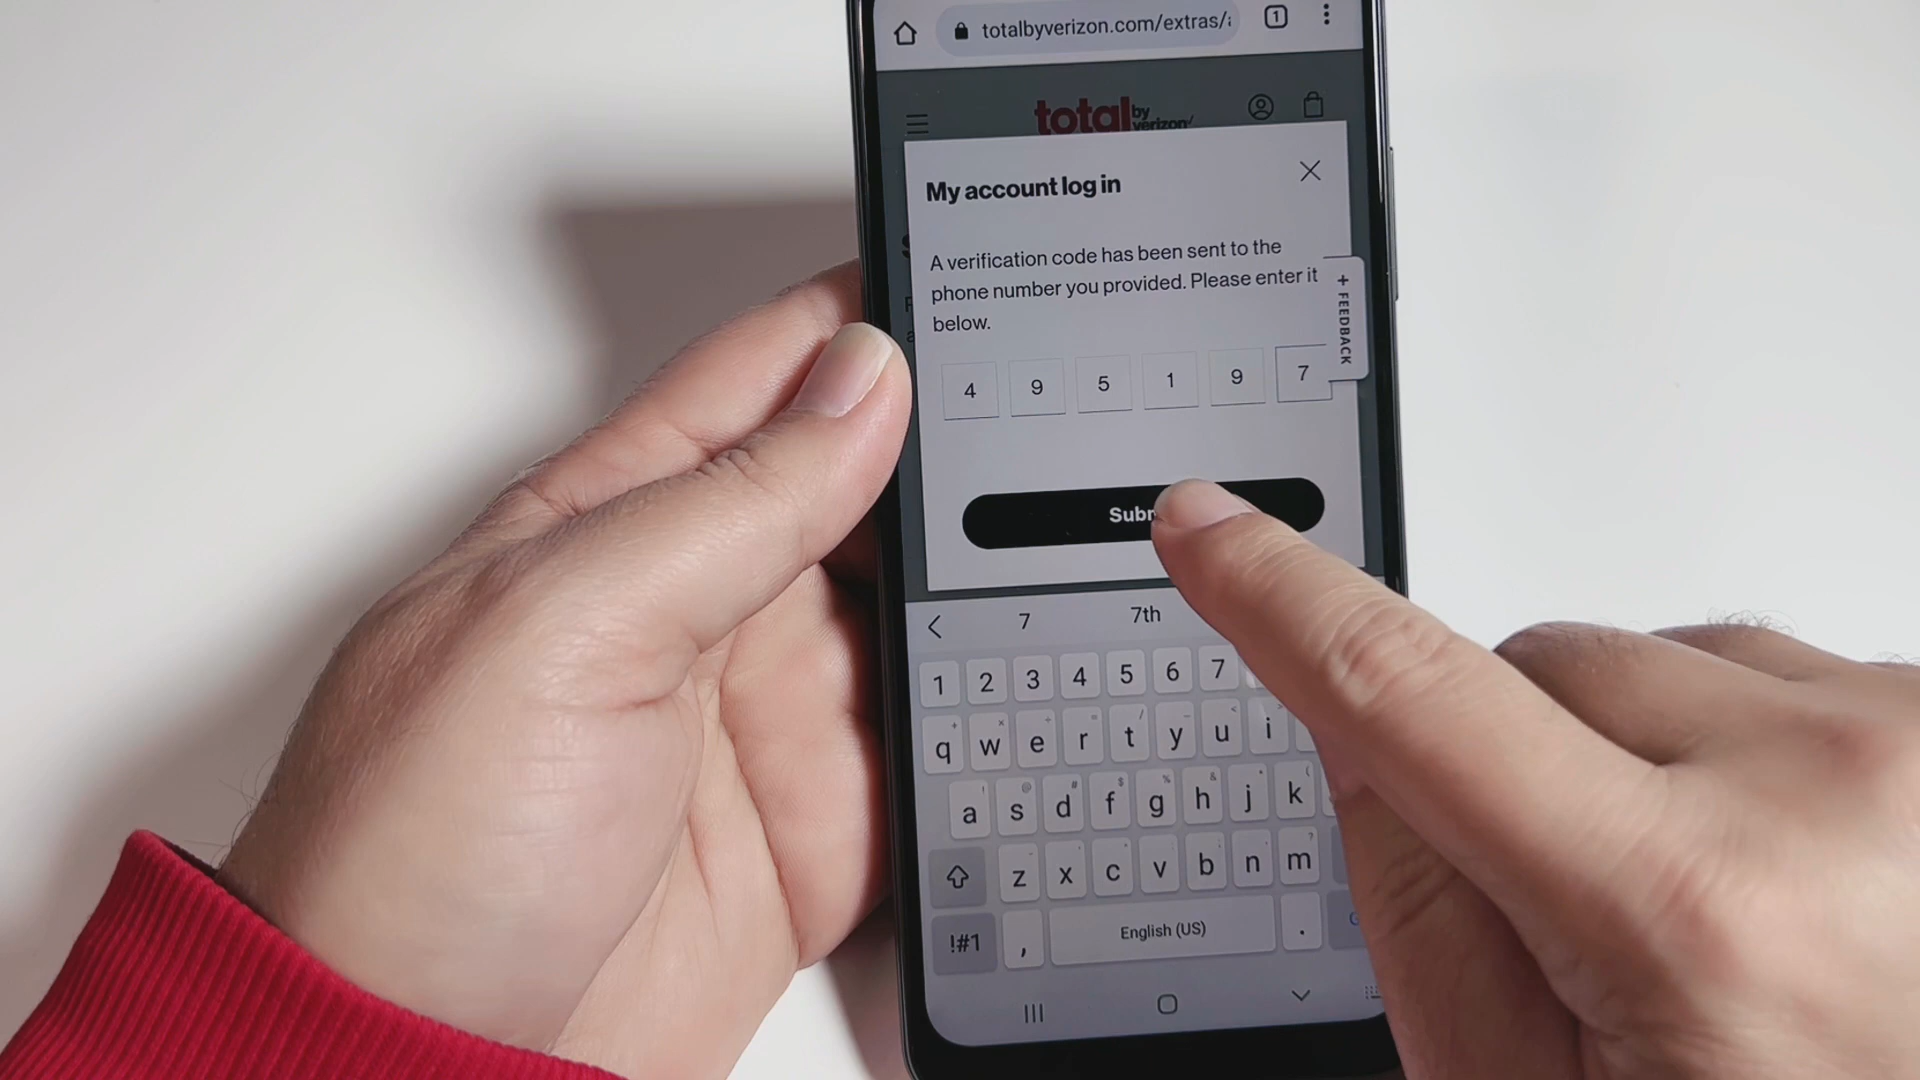 totalbyverizon.com/extras/
1
total by verizon
My account log in
A verification code has been sent to the
phone number you provided. Please enter it
below.
+ FEEDBACK
4 9 5 1 9 7
Subm
7 7th
1 2 3 4 5 6 7
q w e r t y u i
a s d f g h j k
z x c v b n m
!#1 , English (US) .